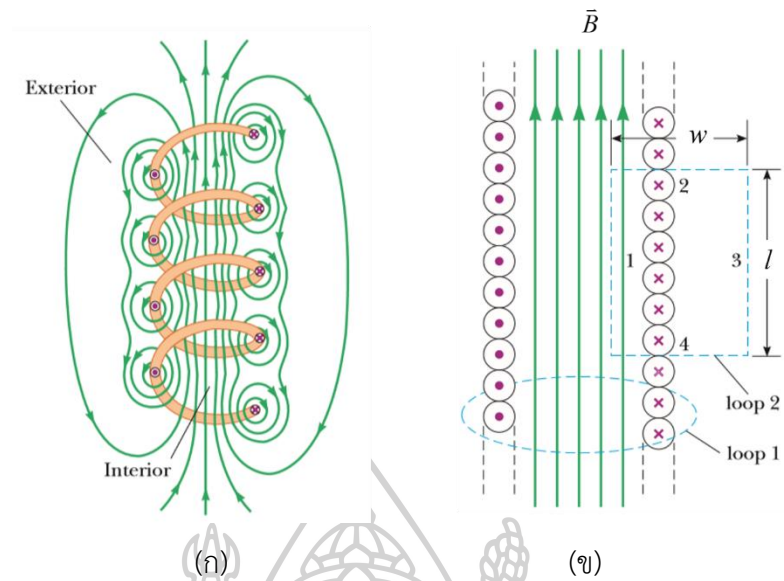 Exterior
Interior
(ก)
B⃗
w
2
1
3
l
4
loop 2
loop 1
(ข)